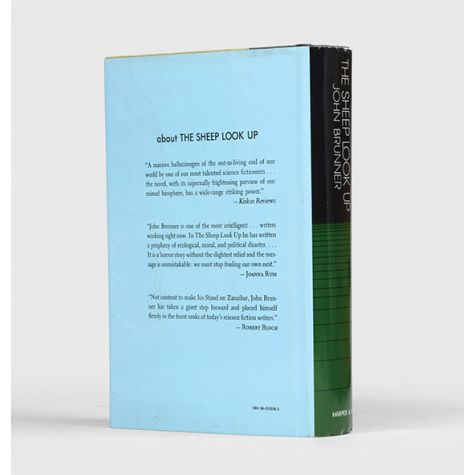 about THE SHEEP LOOK UP
"A massive hallucinogen of the not-so-living end of our
world by one of our most talented science fictioneers . . .
the novel, with its supernally frightening preview of our
ruined biosphere, has a wide-range striking power."
— Kirkus Reviews
"John Brunner is one of the most intelligent . . . writers
working right now. In The Sheep Look Up he has written
a prophecy of ecological, moral, and political disaster. . . .
It is a horror story without the slightest relief and the mes-
sage is unmistakable: we must stop fouling our own nest."
— JOANNA RUSS
"Not content to make his Stand on Zanzibar, John Brun-
ner has taken a giant step forward and placed himself
firmly in the front ranks of today's science fiction writers."
— ROBERT BLOCH
THE SHEEP LOOK UP
JOHN BRUNNER
HARPER &